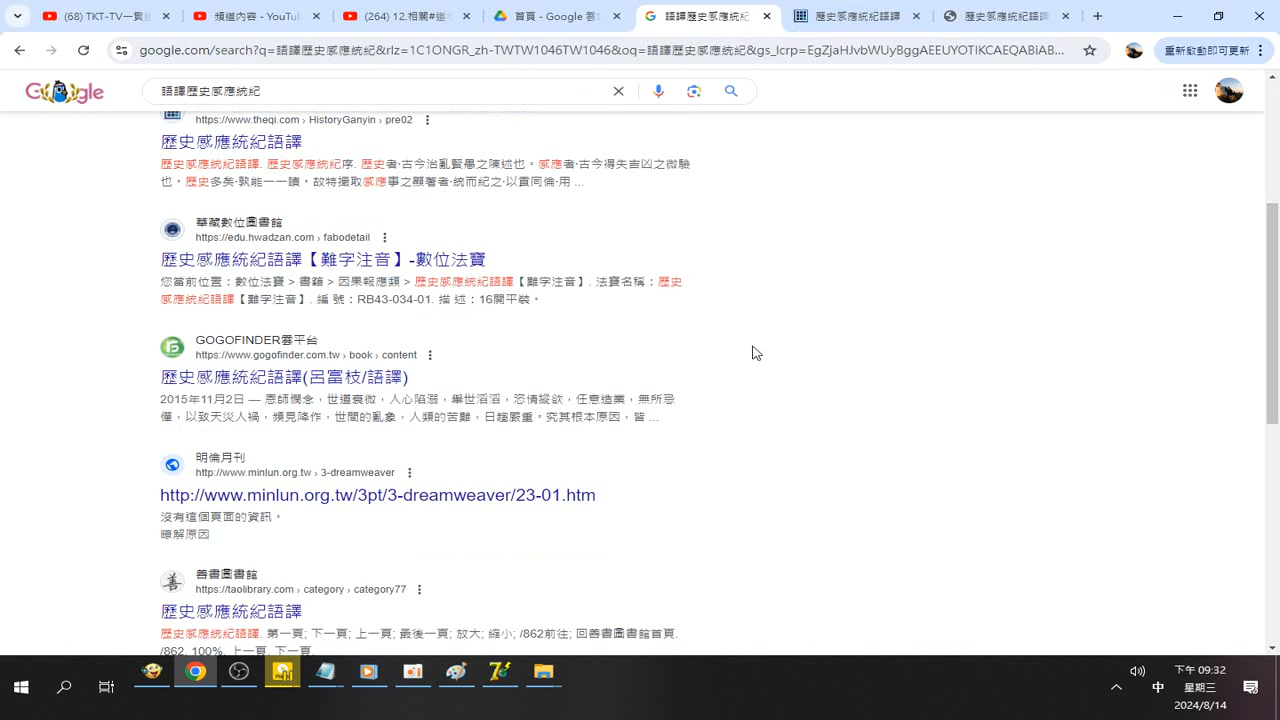 (68) TKT-TV一貫道
頻道內容 - YouTu
(264) 12.相關#道
首頁 - Google 雲
語譯歷史感應統紀
歷史感應統紀語譯
歷史感應統紀語譯
google.com/search?q=語譯歷史感應統紀&rlz=1C1ONGR_zh-TWTW1046TW1046&oq=語譯歷史感應統紀&gs_lcrp=EgZjaHJvbWUyBggAEEUYOTIKCAEQABiAB...
重新啟動即可更新
Google
語譯歷史感應統紀
https://www.theqi.com › HistoryGanyin › pre02
歷史感應統紀語譯
歷史感應統紀語譯. 歷史感應統紀序. 歷史者‧古今治亂賢愚之陳迹也。感應者‧古今得失吉凶之微驗
也。歷史多矣‧孰能一一讀。故特撮取感應事之顯著者‧統而紀之‧以貢同倫‧用 ...
華藏數位圖書館
https://edu.hwadzan.com › fabodetail
歷史感應統紀語譯【難字注音】-數位法寶
您當前位置：數位法寶 > 書籍 > 因果報應類 > 歷史感應統紀語譯【難字注音】. 法寶名稱：歷史
感應統紀語譯【難字注音】. 編 號：RB43-034-01. 描 述：16開平裝。
GOGOFINDER雲平台
https://www.gogofinder.com.tw › book › content
歷史感應統紀語譯(呂富枝/語譯)
2015年11月2日 — 恩師憫念，世道衰微，人心陷溺，舉世滔滔，恣情縱欲，任意造業，無所忌
憚，以致天災人禍，頻見降作，世間的亂象，人類的苦難，日趨嚴重。究其根本原因，皆 ...
明倫月刊
http://www.minlun.org.tw › 3-dreamweaver
http://www.minlun.org.tw/3pt/3-dreamweaver/23-01.htm
沒有這個頁面的資訊。
瞭解原因
善書圖書館
https://taolibrary.com › category › category77
歷史感應統紀語譯
歷史感應統紀語譯. 第一頁; 下一頁; 上一頁; 最後一頁; 放大; 縮小; /862前往; 回善書圖書館首頁.
/862. 100%. 上一頁. 下一頁.
下午 09:32
中
星期三
2024/8/14